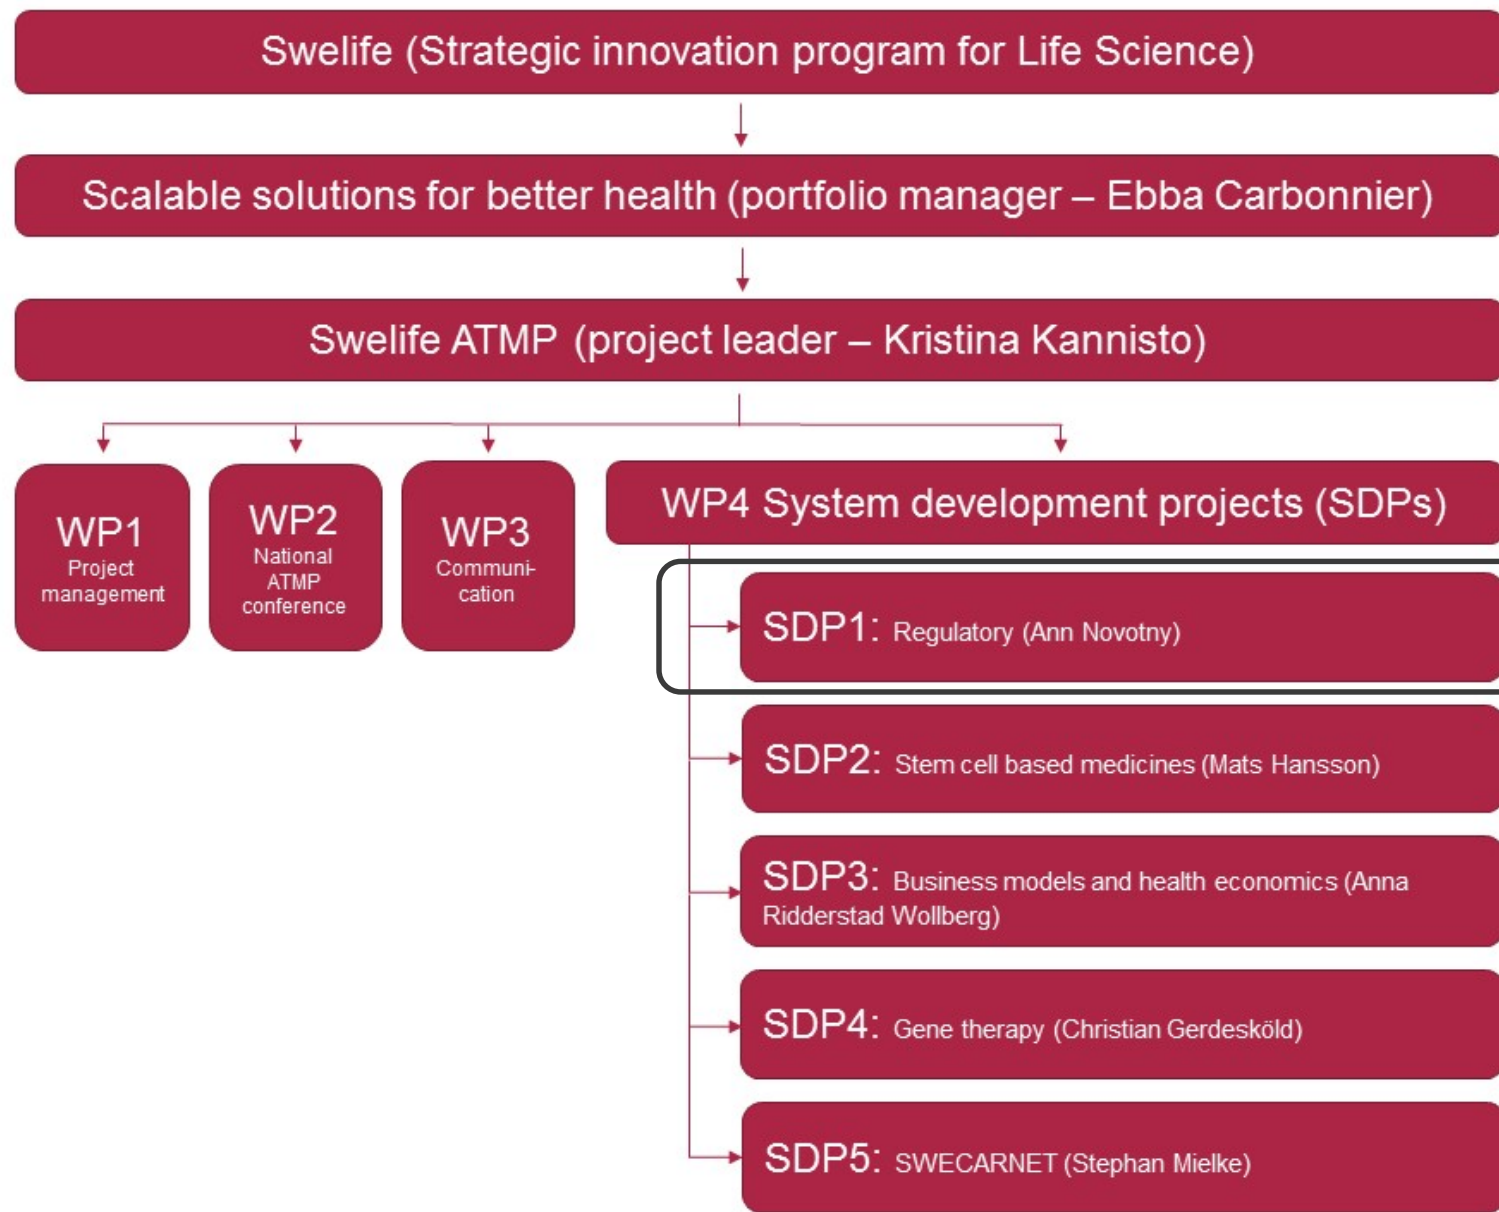 Swelife (Strategic innovation program for Life Science)
Scalable solutions for better health (portfolio manager – Ebba Carbonnier)
Swelife ATMP (project leader – Kristina Kannisto)
WP1
Project
management
WP2
National
ATMP
conference
WP3
Communi-
cation
WP4 System development projects (SDPs)
SDP1: Regulatory (Ann Novotny)
SDP2: Stem cell based medicines (Mats Hansson)
SDP3: Business models and health economics (Anna
Ridderstad Wollberg)
SDP4: Gene therapy (Christian Gerdesköld)
SDP5: SWECARNET (Stephan Mielke)